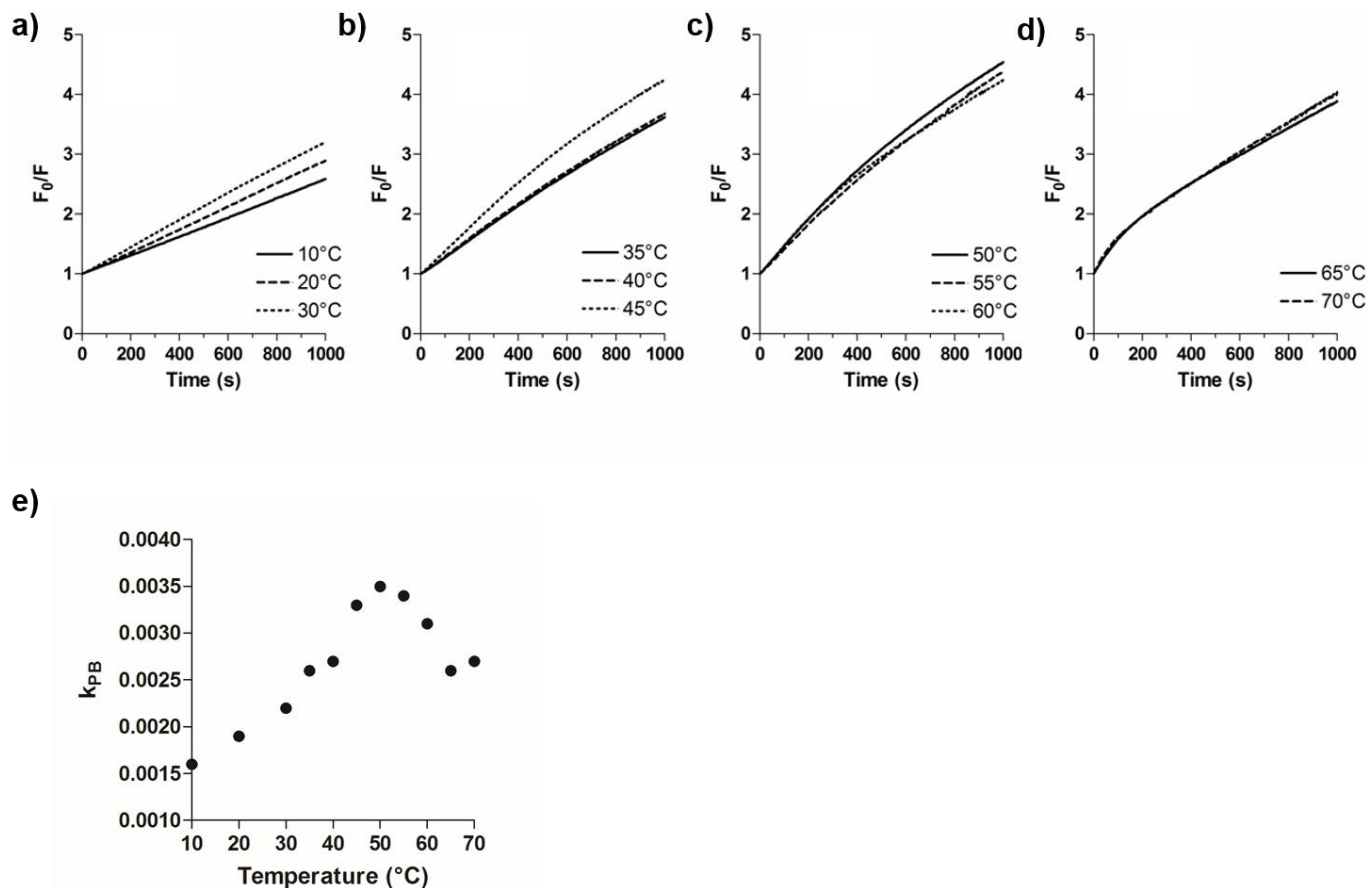 a)
5
4
3
2
1
0
F0/F
10°C
20°C
30°C
0 200 400 600 800 1000
Time (s)
b)
5
4
3
2
1
0
F0/F
35°C
40°C
45°C
0 200 400 600 800 1000
Time (s)
c)
5
4
3
2
1
0
F0/F
50°C
55°C
60°C
0 200 400 600 800 1000
Time (s)
d)
5
4
3
2
1
0
F0/F
65°C
70°C
0 200 400 600 800 1000
Time (s)
e)
0.0040
0.0035
0.0030
0.0025
0.0020
0.0015
0.0010
kPB
10 20 30 40 50 60 70
Temperature (°C)